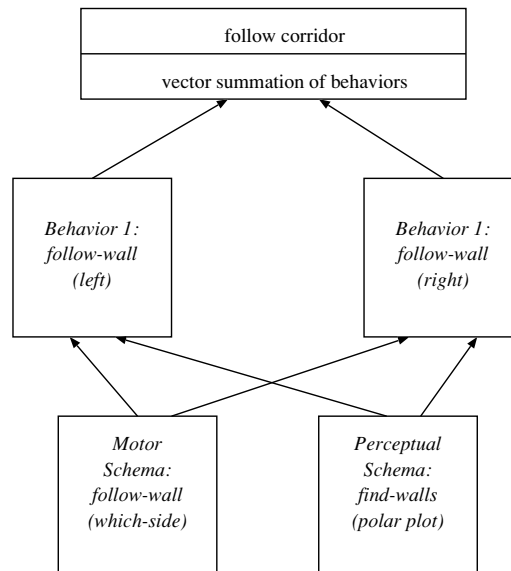 follow corridor
vector summation of behaviors
Behavior 1:
follow-wall
(left)
Behavior 1:
follow-wall
(right)
Motor
Schema:
follow-wall
(which-side)
Perceptual
Schema:
find-walls
(polar plot)